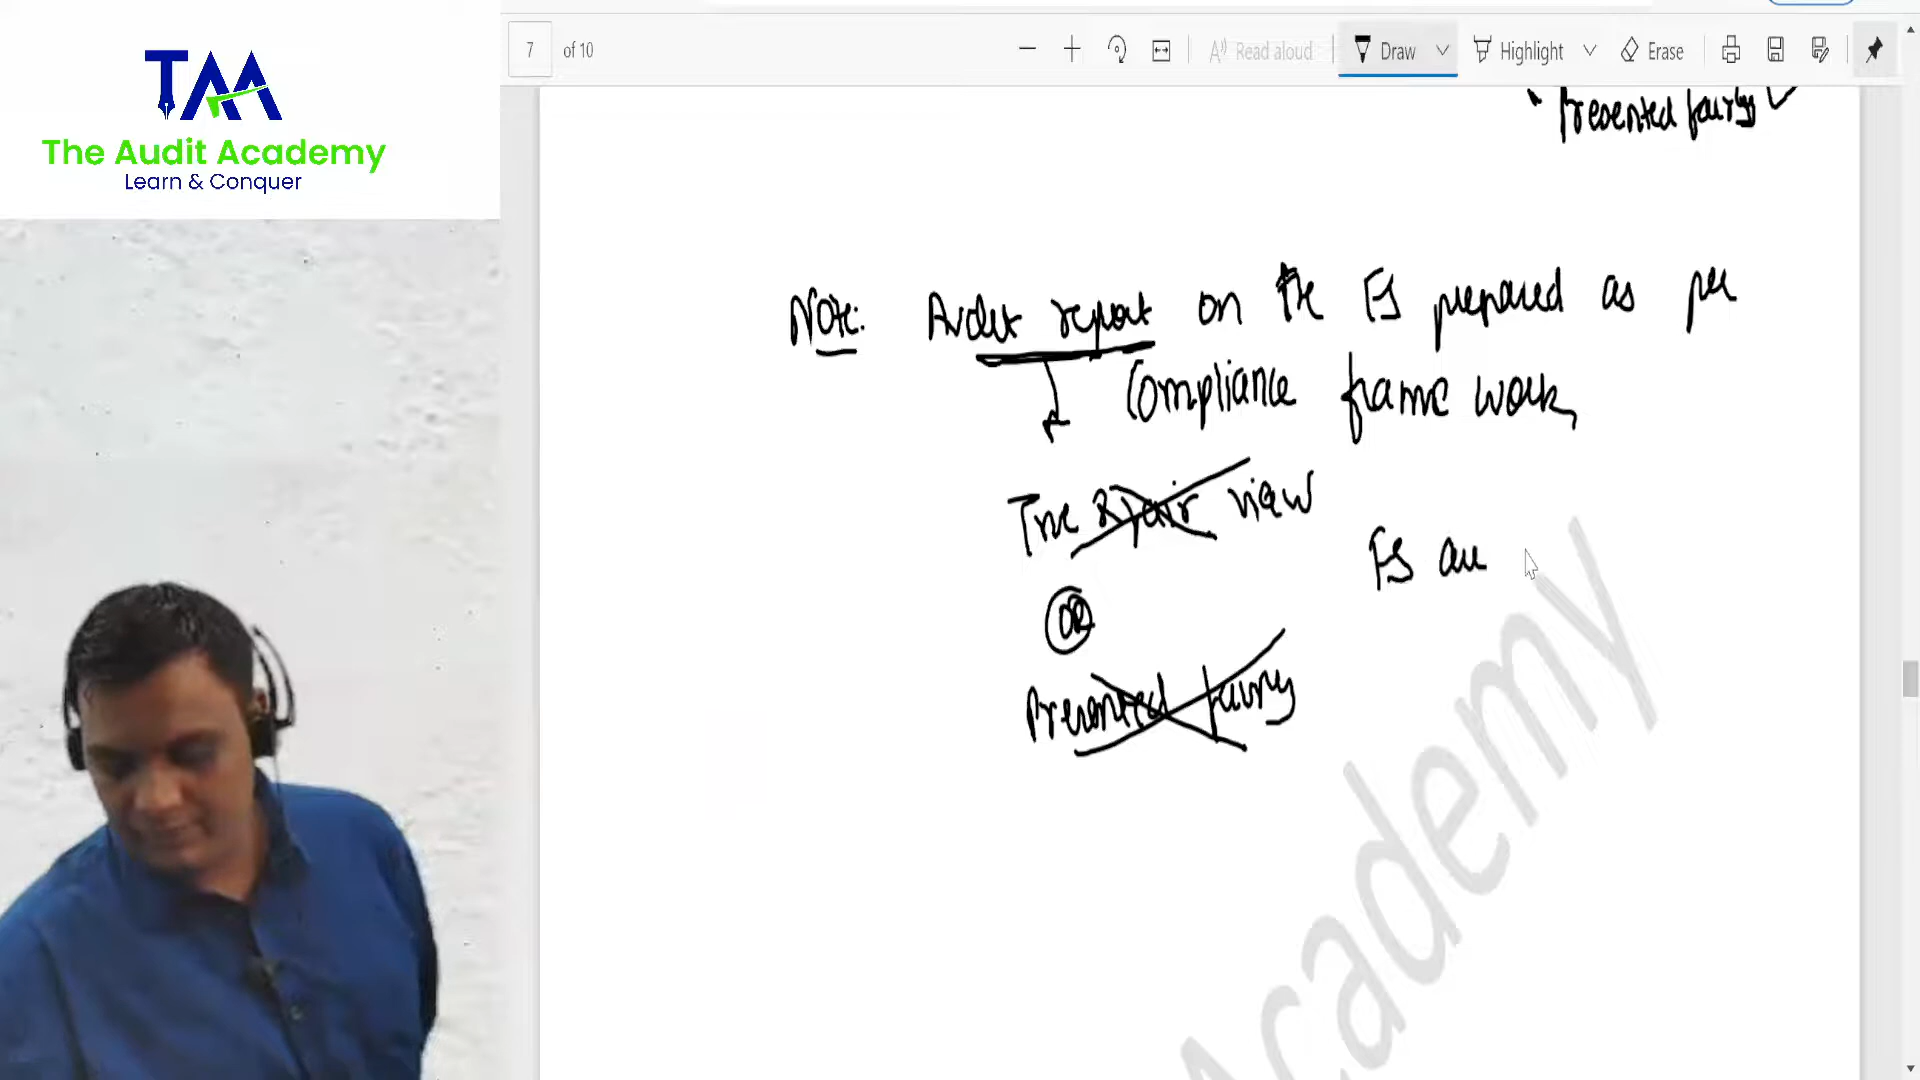 TAA
The Audit Academy
Learn & Conquer
7 of 10
Read aloud
Draw
Highlight
Erase
Presented fairly
Note: Audit report on the FS prepared as per
Compliance frame work,
True & fair view
FS are
OR
Presented fairly
Academy